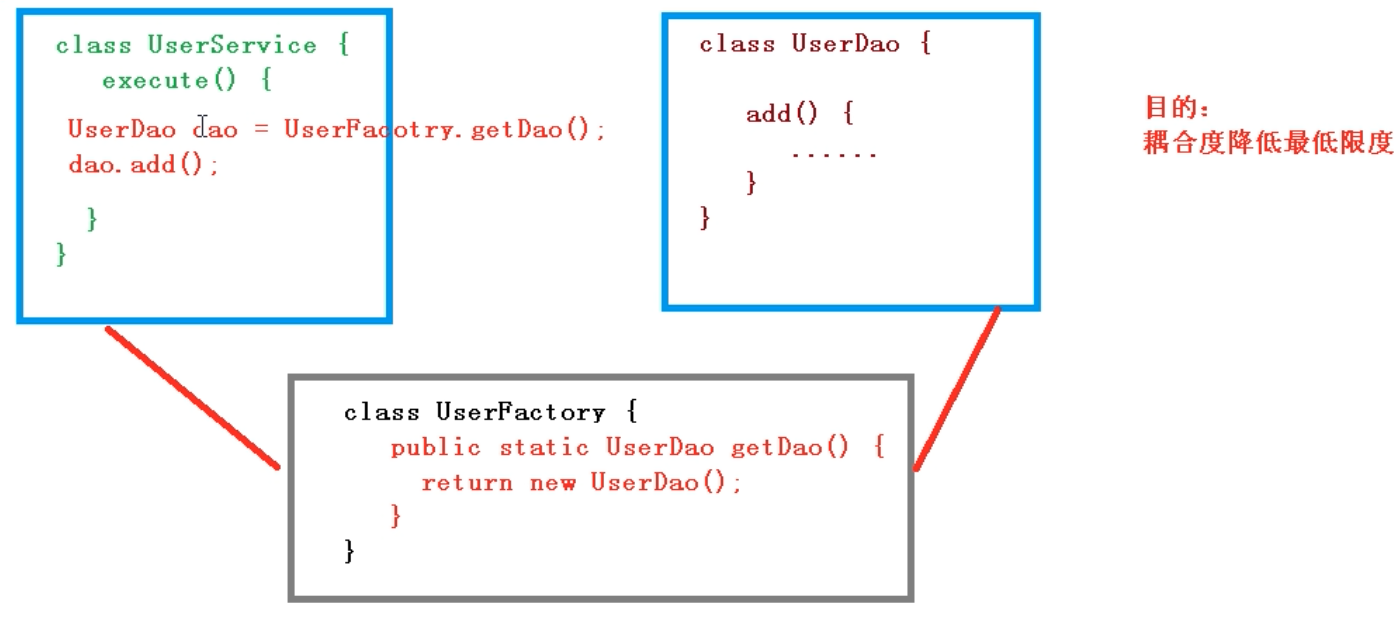 class UserService {
execute() {
UserDao dao = UserFacotry.getDao();
dao.add();
}
}
class UserDao {
add() {
......
}
}
目的:
耦合度降低最低限度
class UserFactory {
public static UserDao getDao() {
return new UserDao();
}
}